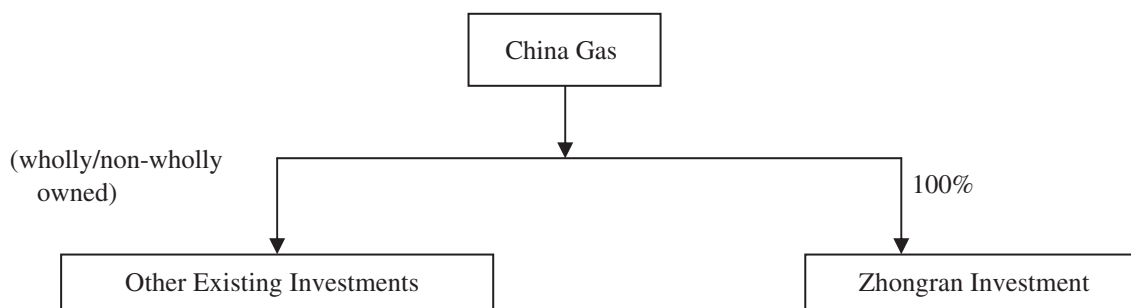 China Gas
(wholly/non-wholly
owned)
100%
Other Existing Investments
Zhongran Investment